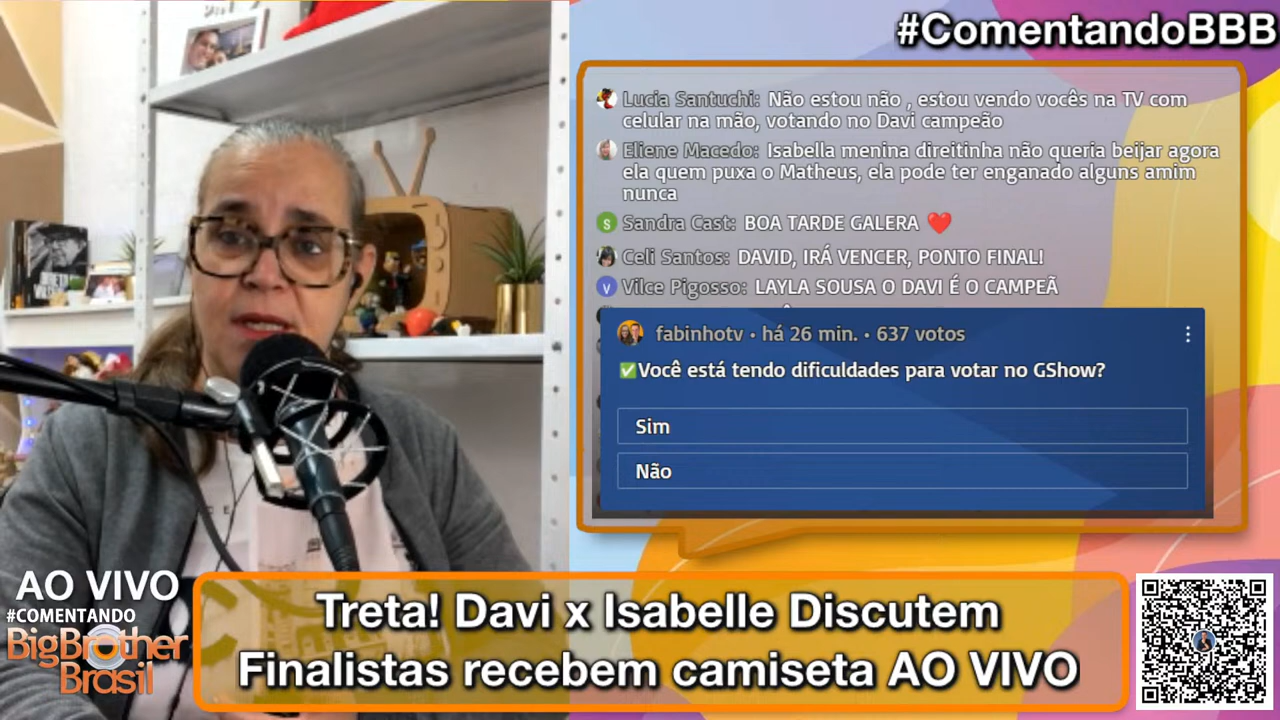 #ComentandoBBB
Lucia Santuchi: Não estou não , estou vendo vocês na TV com
celular na mão, votando no Davi campeão
Eliene Macedo: Isabella menina direitinha não queria beijar agora
ela quem puxa o Matheus, ela pode ter enganado alguns amim
nunca
S Sandra Cast: BOA TARDE GALERA ❤️
Celi Santos: DAVID, IRÁ VENCER, PONTO FINAL!
V Vilce Pigosso: LAYLA SOUSA O DAVI É O CAMPEÃ
fabinhotv • há 26 min. • 637 votos
✅Você está tendo dificuldades para votar no GShow?
Sim
Não
AO VIVO
#COMENTANDO
BigBrother
Brasil
Treta! Davi x Isabelle Discutem
Finalistas recebem camiseta AO VIVO